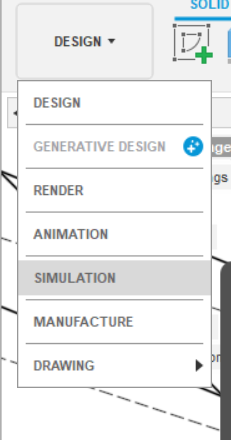 SOLID
DESIGN
DESIGN
GENERATIVE DESIGN
RENDER
ANIMATION
SIMULATION
MANUFACTURE
DRAWING